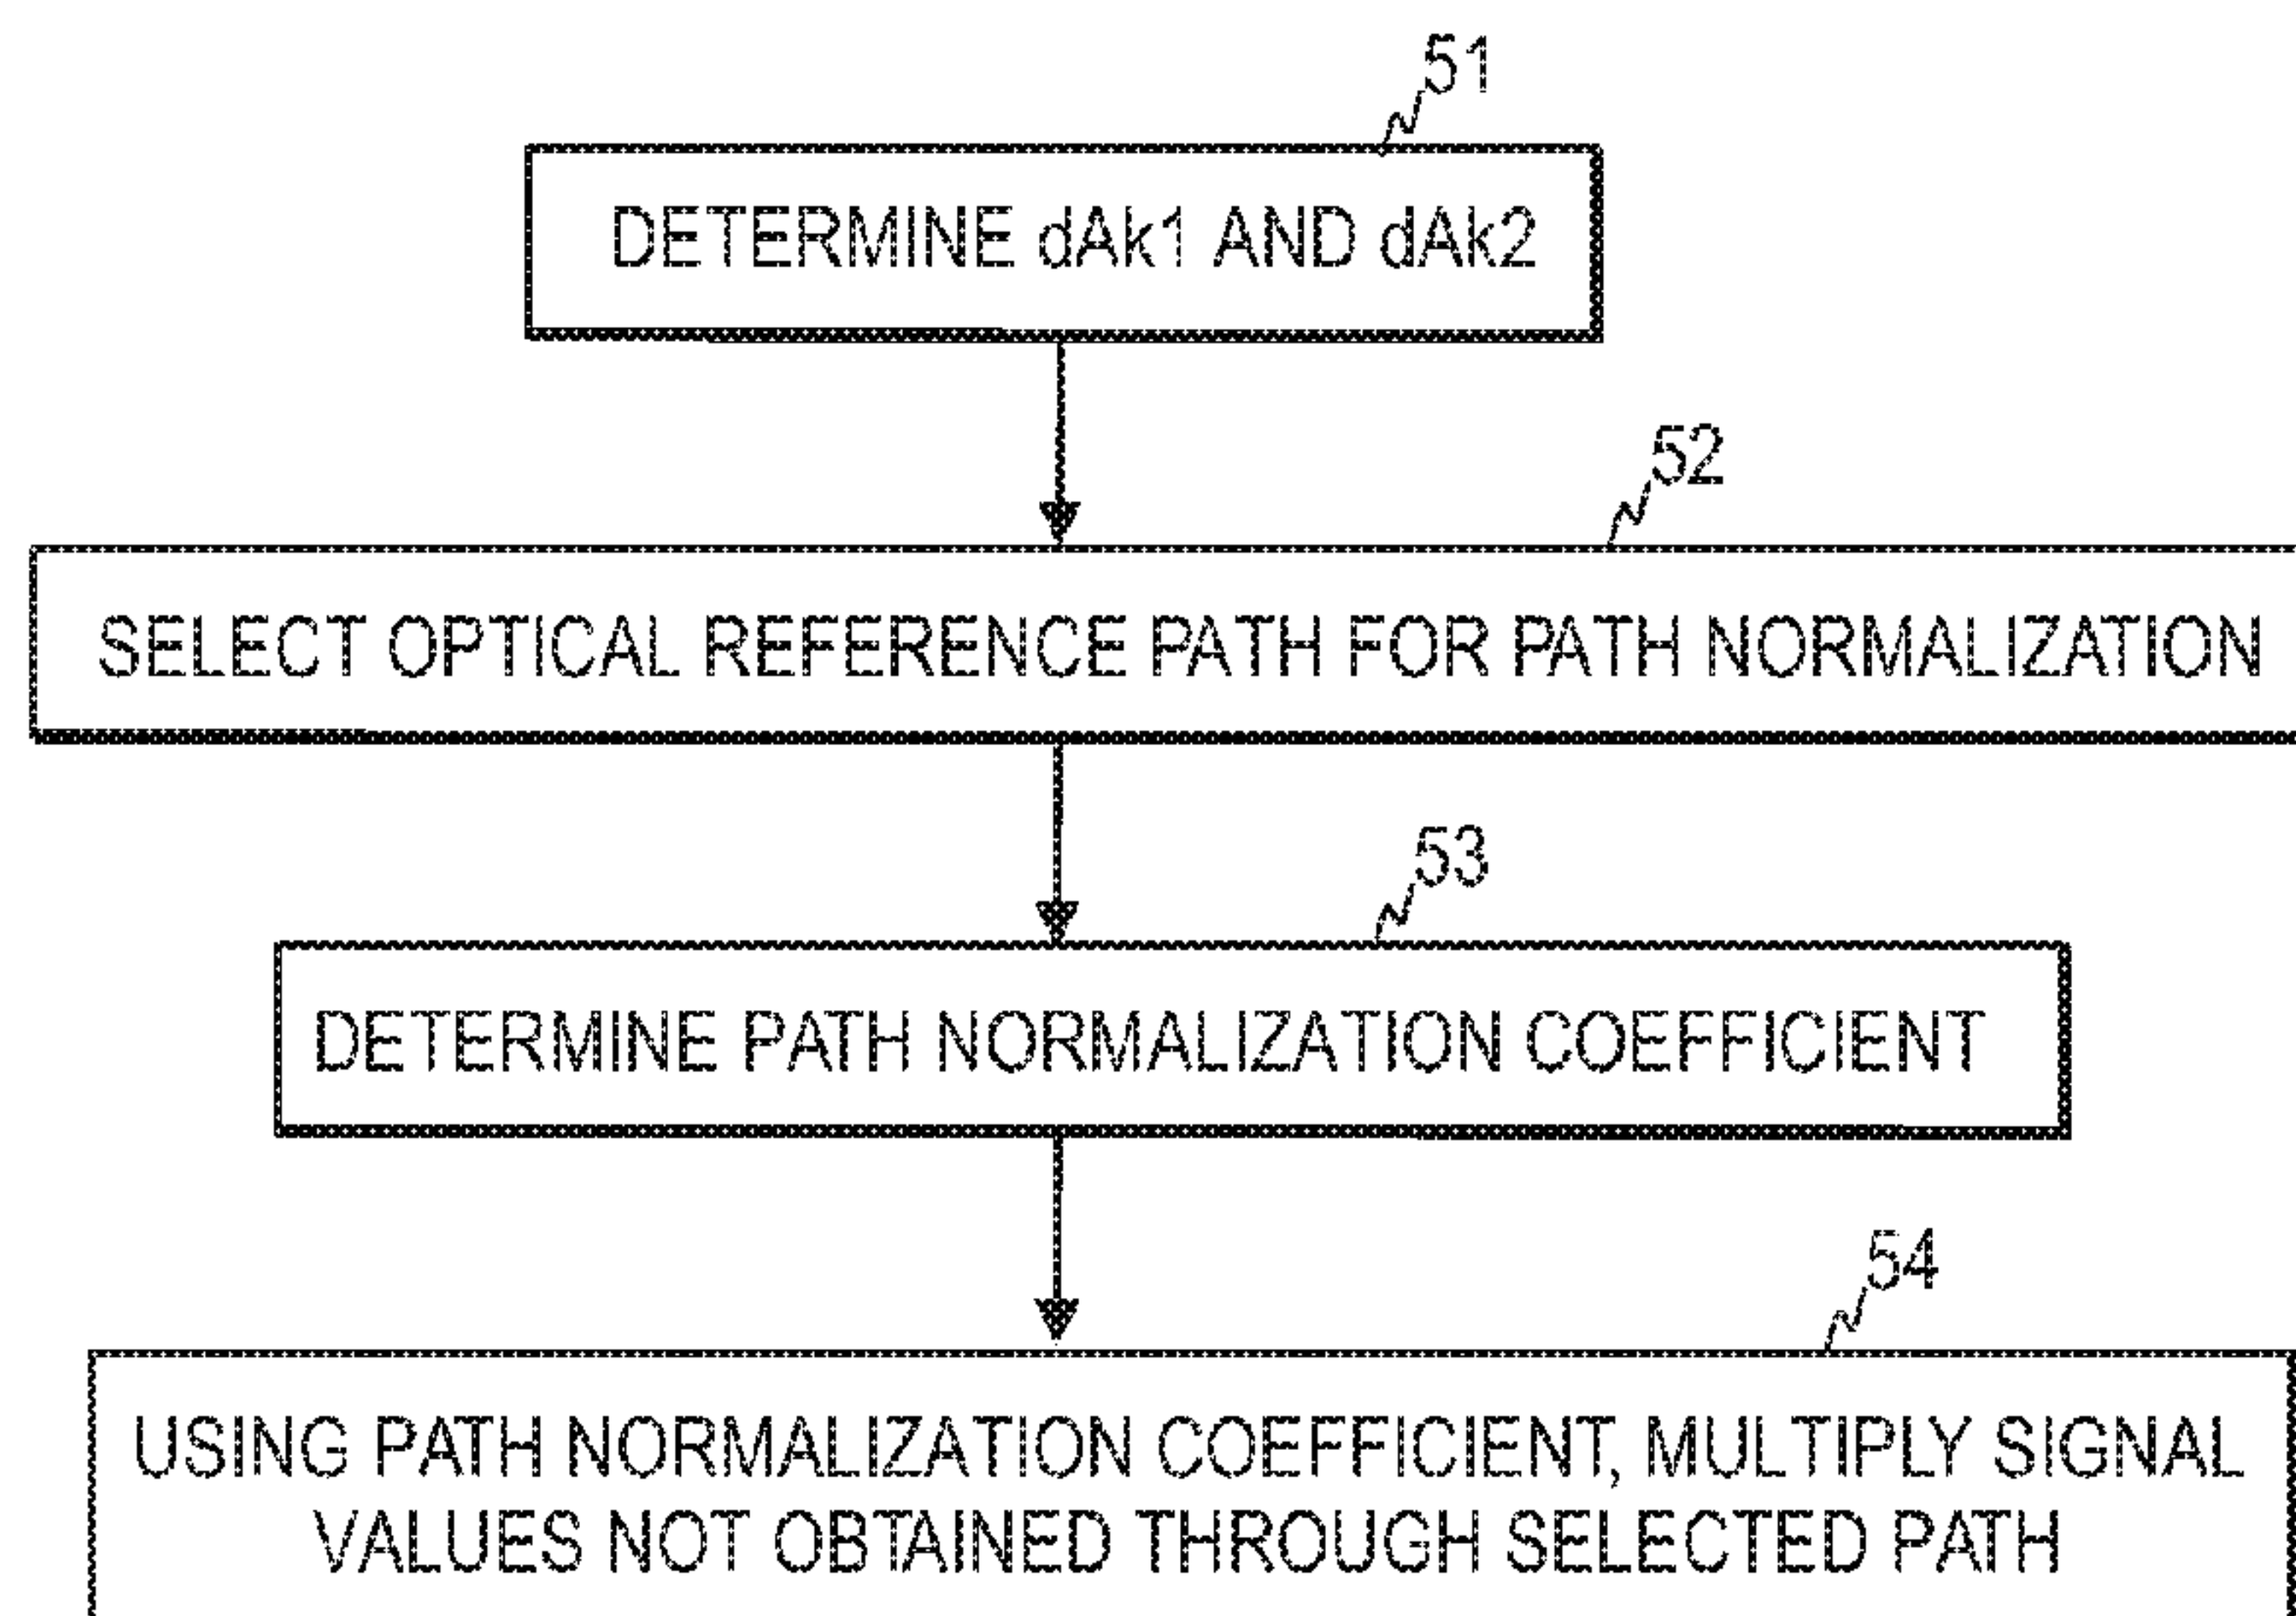 51
DETERMINE dAk1 AND dAk2
52
SELECT OPTICAL REFERENCE PATH FOR PATH NORMALIZATION
53
DETERMINE PATH NORMALIZATION COEFFICIENT
54
USING PATH NORMALIZATION COEFFICIENT, MULTIPLY SIGNAL
VALUES NOT OBTAINED THROUGH SELECTED PATH